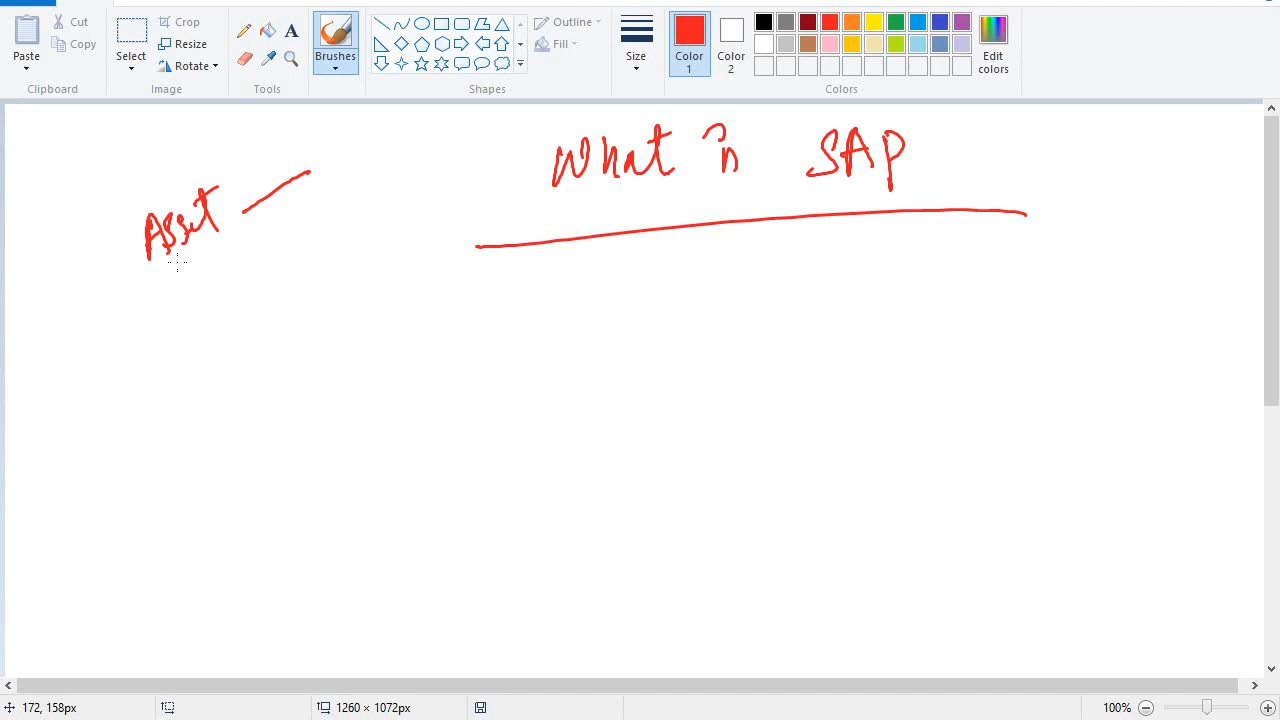 Cut
Copy
Paste
Clipboard
Select
Crop
Resize
Rotate
Image
A
Tools
Brushes
Shapes
Outline
Fill
Size
Color 1
Color 2
Edit colors
Colors
What is SAP
Asset
172, 158px
1260 × 1072px
100%